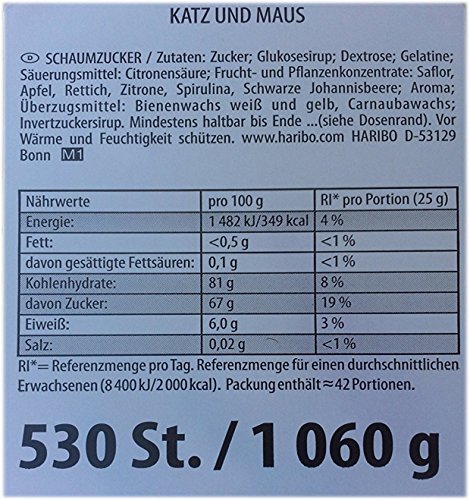 KATZ UND MAUS
D SCHAUMZUCKER / Zutaten: Zucker; Glukosesirup; Dextrose; Gelatine;
Säuerungsmittel: Citronensäure; Frucht- und Pflanzenkonzentrate: Saflor,
Apfel, Rettich, Zitrone, Spirulina, Schwarze Johannisbeere; Aroma;
Überzugsmittel: Bienenwachs weiß und gelb, Carnaubawachs;
Invertzuckersirup. Mindestens haltbar bis Ende ...(siehe Dosenrand). Vor
Wärme und Feuchtigkeit schützen. www.haribo.com HARIBO D-53129
Bonn M1
Nährwerte pro 100 g RI* pro Portion (25 g)
Energie: 1 482 kJ/349 kcal 4 %
Fett: <0,5 g <1 %
davon gesättigte Fettsäuren: 0,1 g <1 %
Kohlenhydrate: 81 g 8 %
davon Zucker: 67 g 19 %
Eiweiß: 6,0 g 3 %
Salz: 0,02 g <1 %
RI*= Referenzmenge pro Tag. Referenzmenge für einen durchschnittlichen
Erwachsenen (8 400 kJ/2 000 kcal). Packung enthält ≈ 42 Portionen.
530 St. / 1 060 g